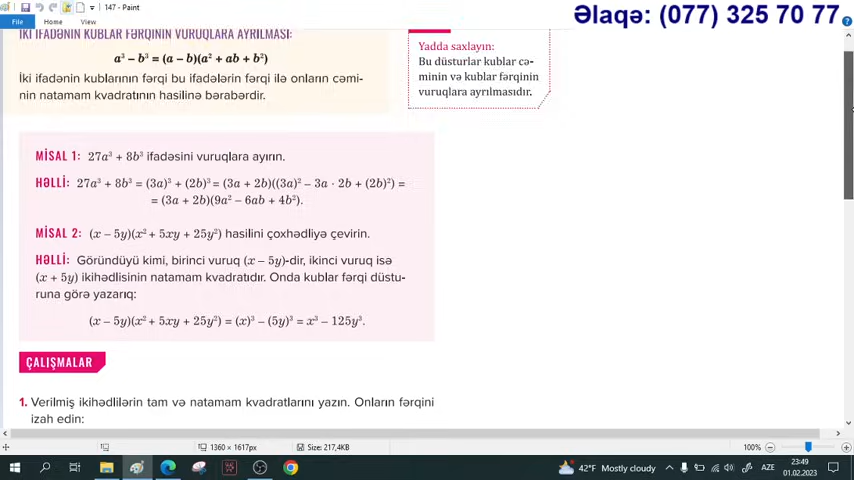 147 - Paint
Əlaqə: (077) 325 70 77
File Home View
İKİ İFADƏNİN KUBLAR FƏRQİNİN VURUQLARA AYRILMASI:
a³ – b³ = (a – b)(a² + ab + b²)
İki ifadənin kublarının fərqi bu ifadələrin fərqi ilə onların cəmi-
nin natamam kvadratının hasilinə bərabərdir.
Yadda saxlayın:
Bu düsturlar kublar cə-
minin və kublar fərqinin
vuruqlara ayrılmasıdır.
MİSAL 1: 27a³ + 8b³ ifadəsini vuruqlara ayırın.
HƏLLİ: 27a³ + 8b³ = (3a)³ + (2b)³ = (3a + 2b)((3a)² – 3a · 2b + (2b)²) =
= (3a + 2b)(9a² – 6ab + 4b²).
MİSAL 2: (x – 5y)(x² + 5xy + 25y²) hasilini çoxhədliyə çevirin.
HƏLLİ: Göründüyü kimi, birinci vuruq (x – 5y)-dir, ikinci vuruq isə
(x + 5y) ikihədlisinin natamam kvadratıdır. Onda kublar fərqi düstu-
runa görə yazarıq:
(x – 5y)(x² + 5xy + 25y²) = (x)³ – (5y)³ = x³ – 125y³.
ÇALIŞMALAR
1. Verilmiş ikihədlilərin tam və natamam kvadratlarını yazın. Onların fərqini
izah edin:
1360 × 1617px Size: 217,4KB 100%
42°F Mostly cloudy AZE 23:49
01.02.2023